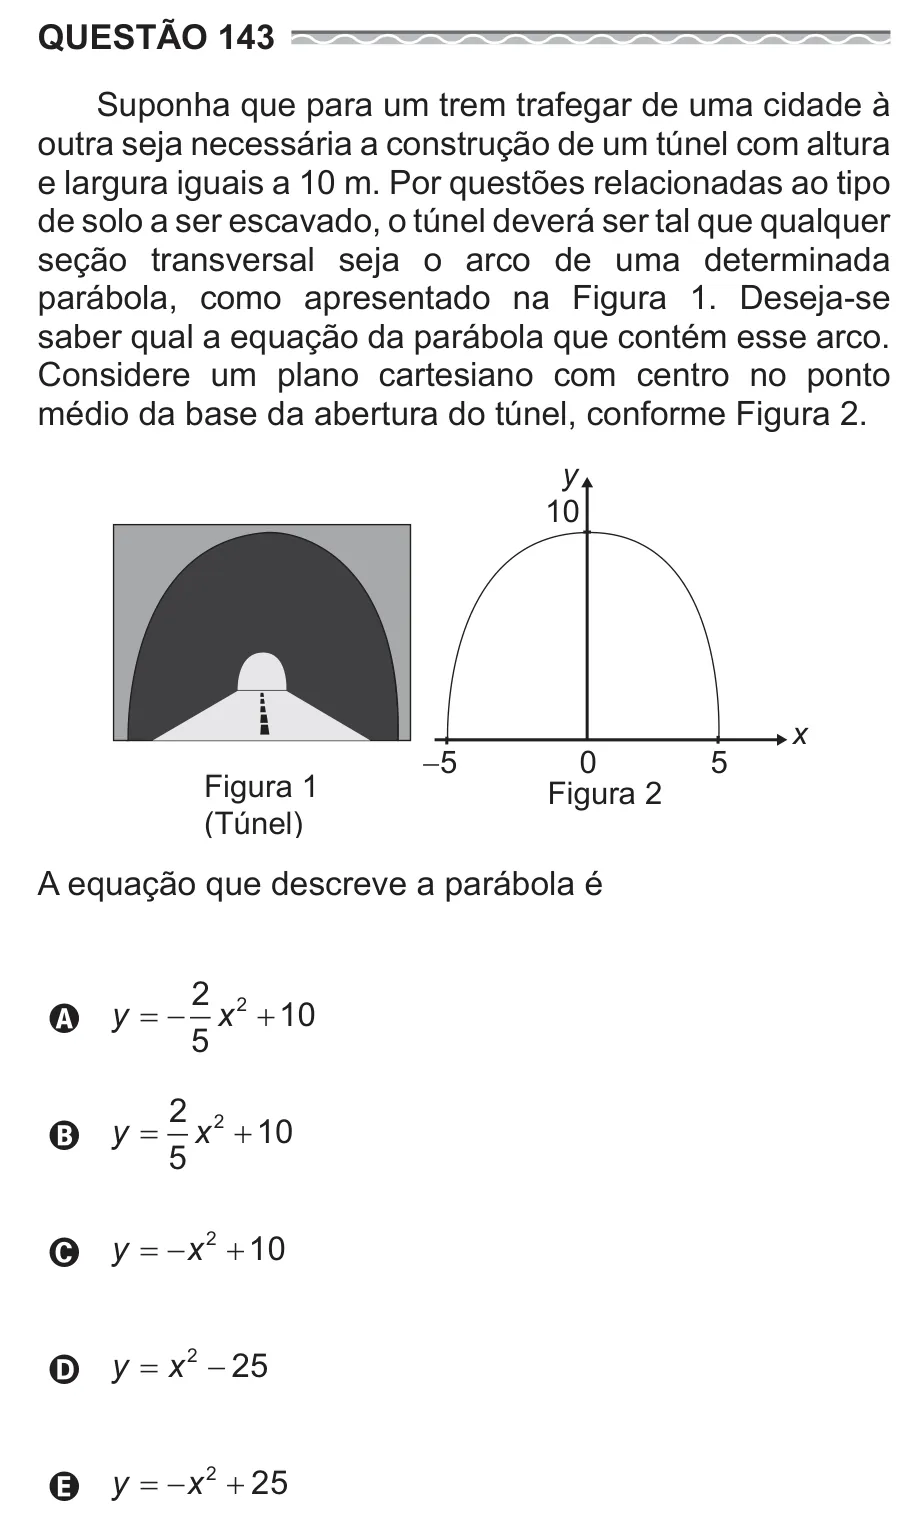 QUESTÃO 143
Suponha que para um trem trafegar de uma cidade à
outra seja necessária a construção de um túnel com altura
e largura iguais a 10 m. Por questões relacionadas ao tipo
de solo a ser escavado, o túnel deverá ser tal que qualquer
seção transversal seja o arco de uma determinada
parábola, como apresentado na Figura 1. Deseja-se
saber qual a equação da parábola que contém esse arco.
Considere um plano cartesiano com centro no ponto
médio da base da abertura do túnel, conforme Figura 2.
y
10
x
–5 0 5
Figura 1
(Túnel)
Figura 2
A equação que descreve a parábola é
A y = −2/5 x² + 10
B y = 2/5 x² + 10
C y = −x² + 10
D y = x² − 25
E y = −x² + 25